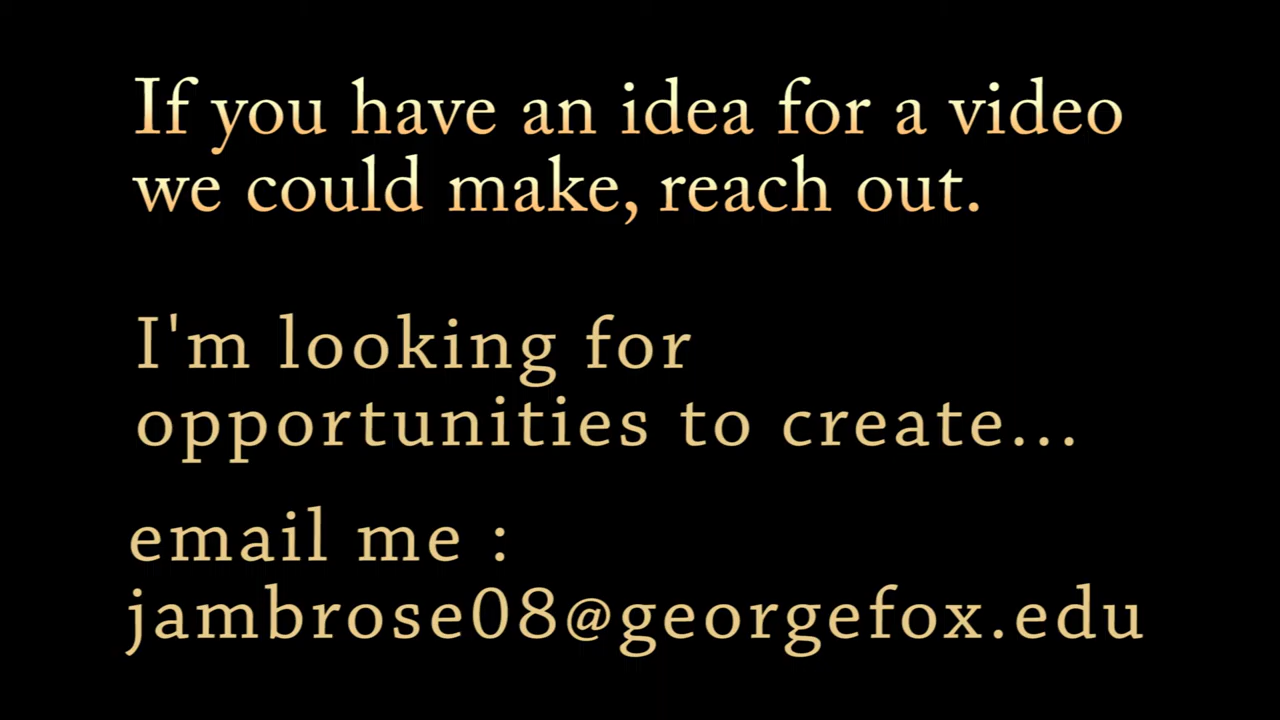 If you have an idea for a video
we could make, reach out.
I'm looking for
opportunities to create...
email me :
jambrose08@georgefox.edu